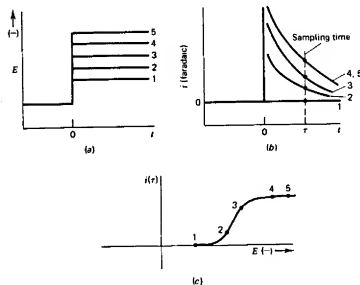 (−)
E
5
4
3
2
1
0
t
(a)
i (faradaic)
Sampling time
4, 5
3
2
1
0
0
τ
t
(b)
i(τ)
1
2
3
4
5
E (−)
(c)